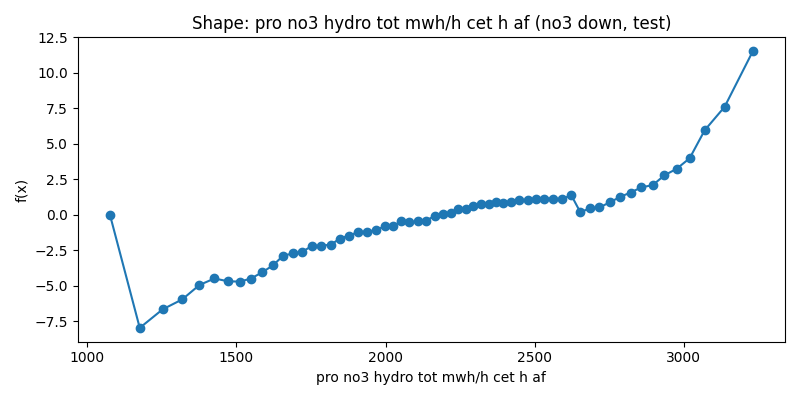 Shape: pro no3 hydro tot mwh/h cet h af (no3 down, test)
12.5
10.0
7.5
5.0
2.5
0.0
−2.5
−5.0
−7.5
f(x)
1000 1500 2000 2500 3000
pro no3 hydro tot mwh/h cet h af